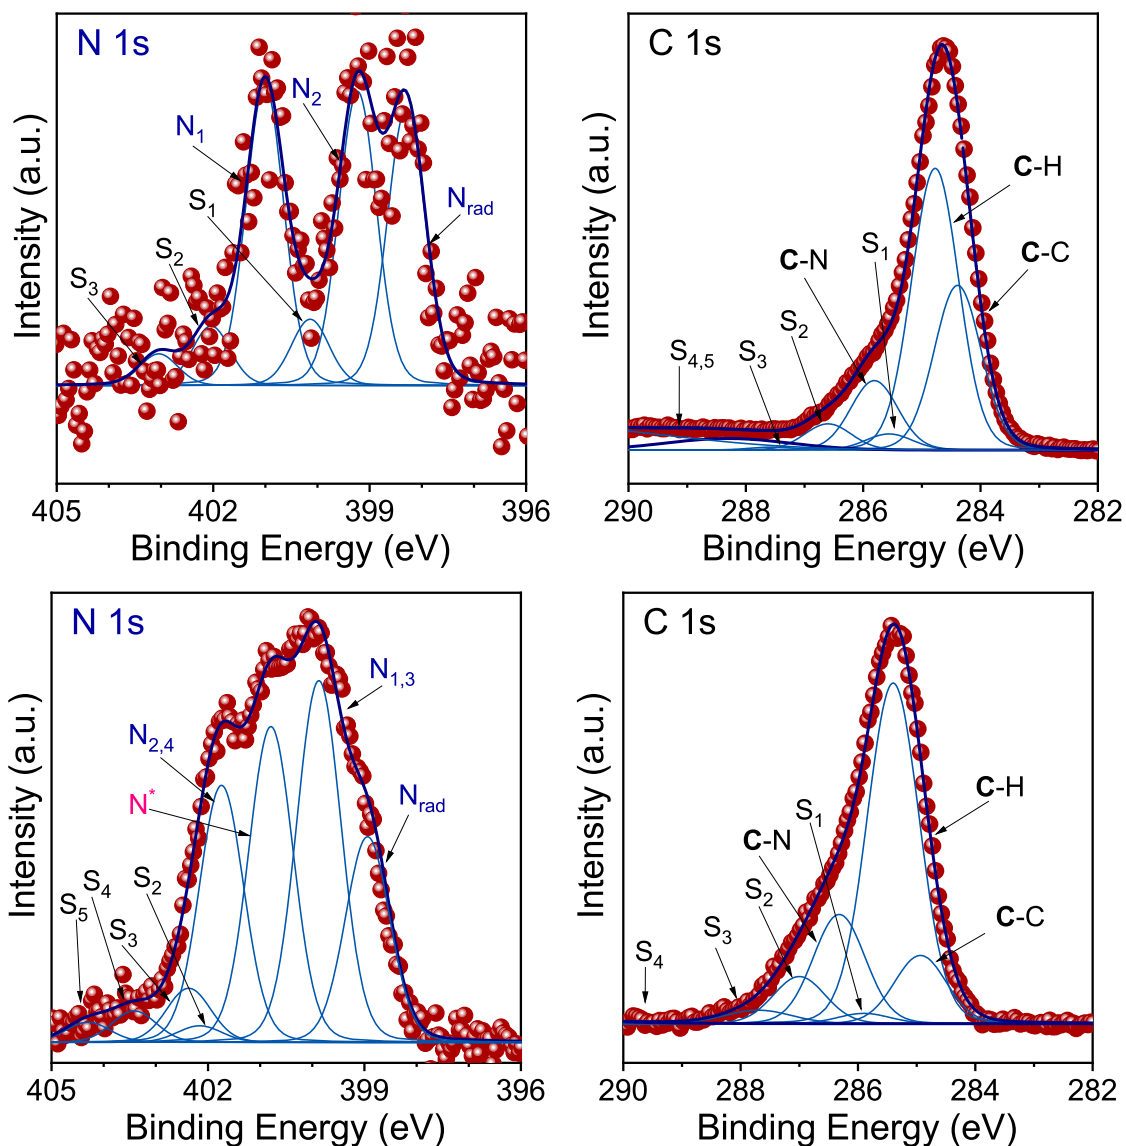 N 1s
N₁
N₂
S₁
N_rad
S₂
S₃
Intensity (a.u.)
405 402 399 396
Binding Energy (eV)
C 1s
C-H
C-N
S₁
C-C
S₂
S₃
S₄,₅
Intensity (a.u.)
290 288 286 284 282
Binding Energy (eV)
N 1s
N₁,₃
N₂,₄
N*
N_rad
S₂
S₄
S₅
S₃
Intensity (a.u.)
405 402 399 396
Binding Energy (eV)
C 1s
C-H
S₁
C-N
S₂
C-C
S₃
S₄
Intensity (a.u.)
290 288 286 284 282
Binding Energy (eV)